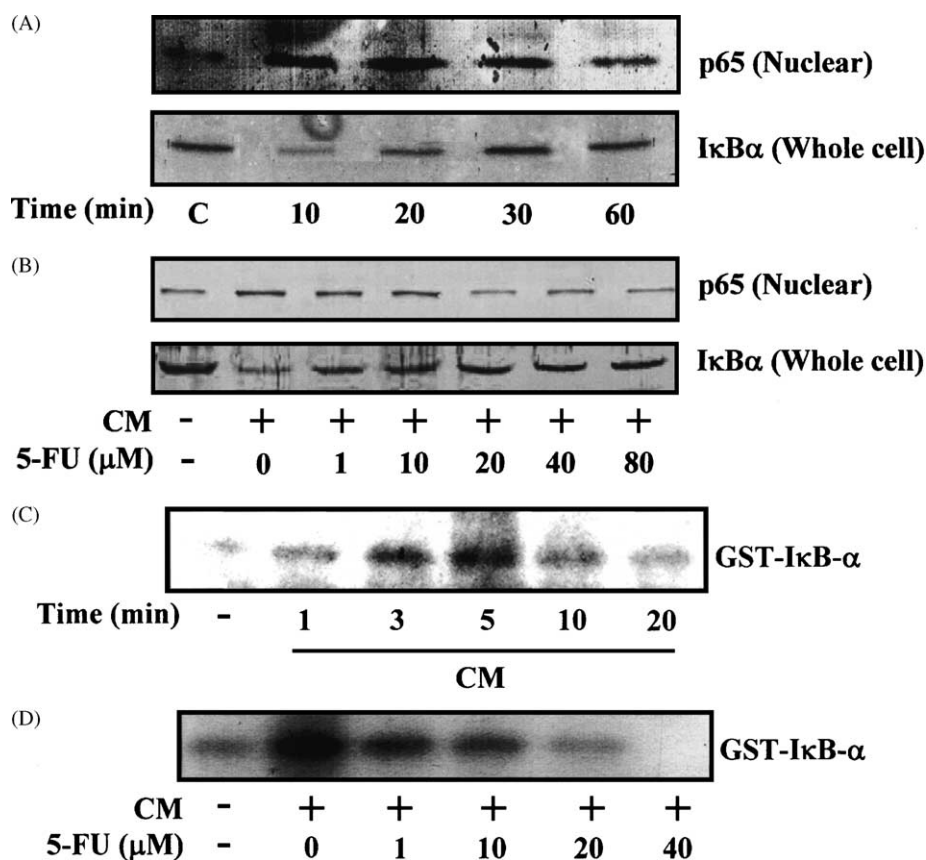 (A)
p65 (Nuclear)
IκBα (Whole cell)
Time (min) C 10 20 30 60
(B)
p65 (Nuclear)
IκBα (Whole cell)
CM - + + + + + +
5-FU (μM) - 0 1 10 20 40 80
(C)
GST-IκB-α
Time (min) - 1 3 5 10 20
CM
(D)
GST-IκB-α
CM - + + + + +
5-FU (μM) - 0 1 10 20 40